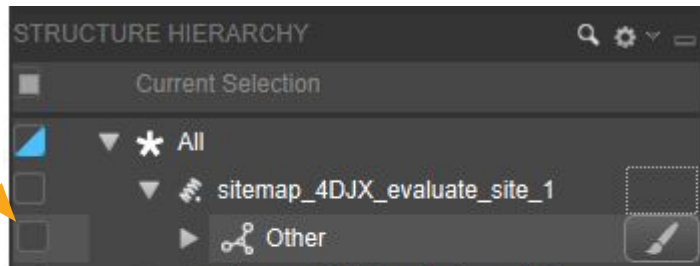 STRUCTURE HIERARCHY
Current Selection
All
sitemap_4DJX_evaluate_site_1
Other